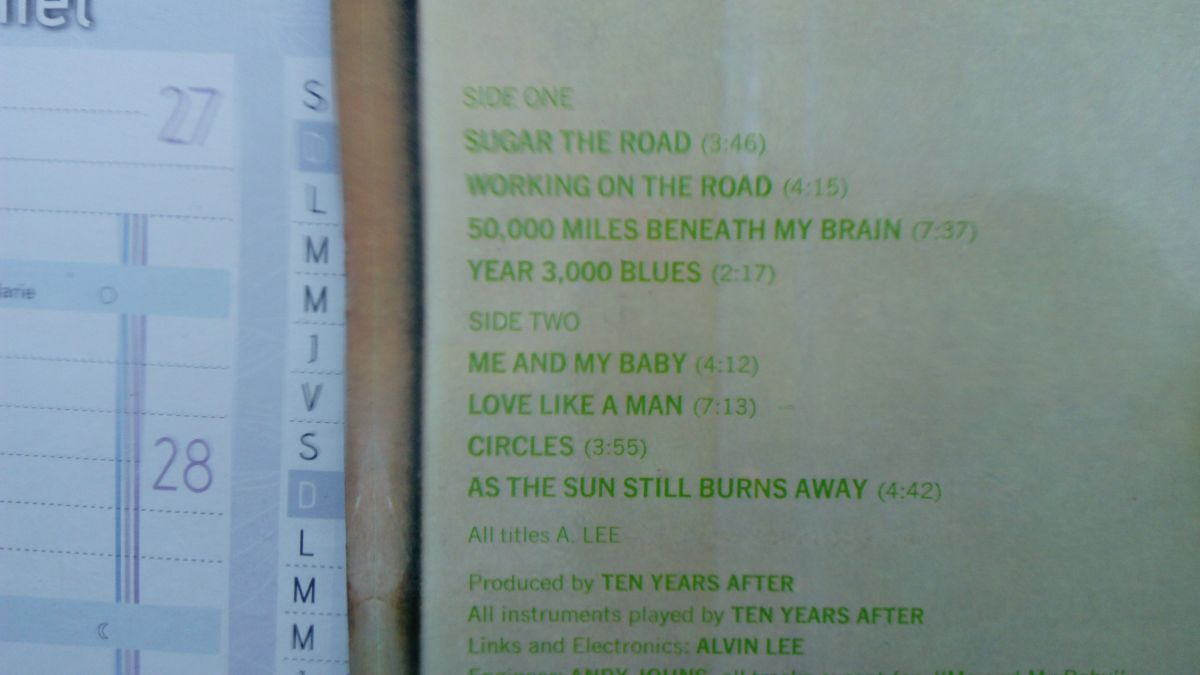 27
S
D
L
M
M
J
V
S
D
L
M
M
28
SIDE ONE
SUGAR THE ROAD (3:46)
WORKING ON THE ROAD (4:15)
50,000 MILES BENEATH MY BRAIN (7:37)
YEAR 3,000 BLUES (2:17)
SIDE TWO
ME AND MY BABY (4:12)
LOVE LIKE A MAN (7:13)
CIRCLES (3:55)
AS THE SUN STILL BURNS AWAY (4:42)
All titles A. LEE
Produced by TEN YEARS AFTER
All instruments played by TEN YEARS AFTER
Links and Electronics: ALVIN LEE